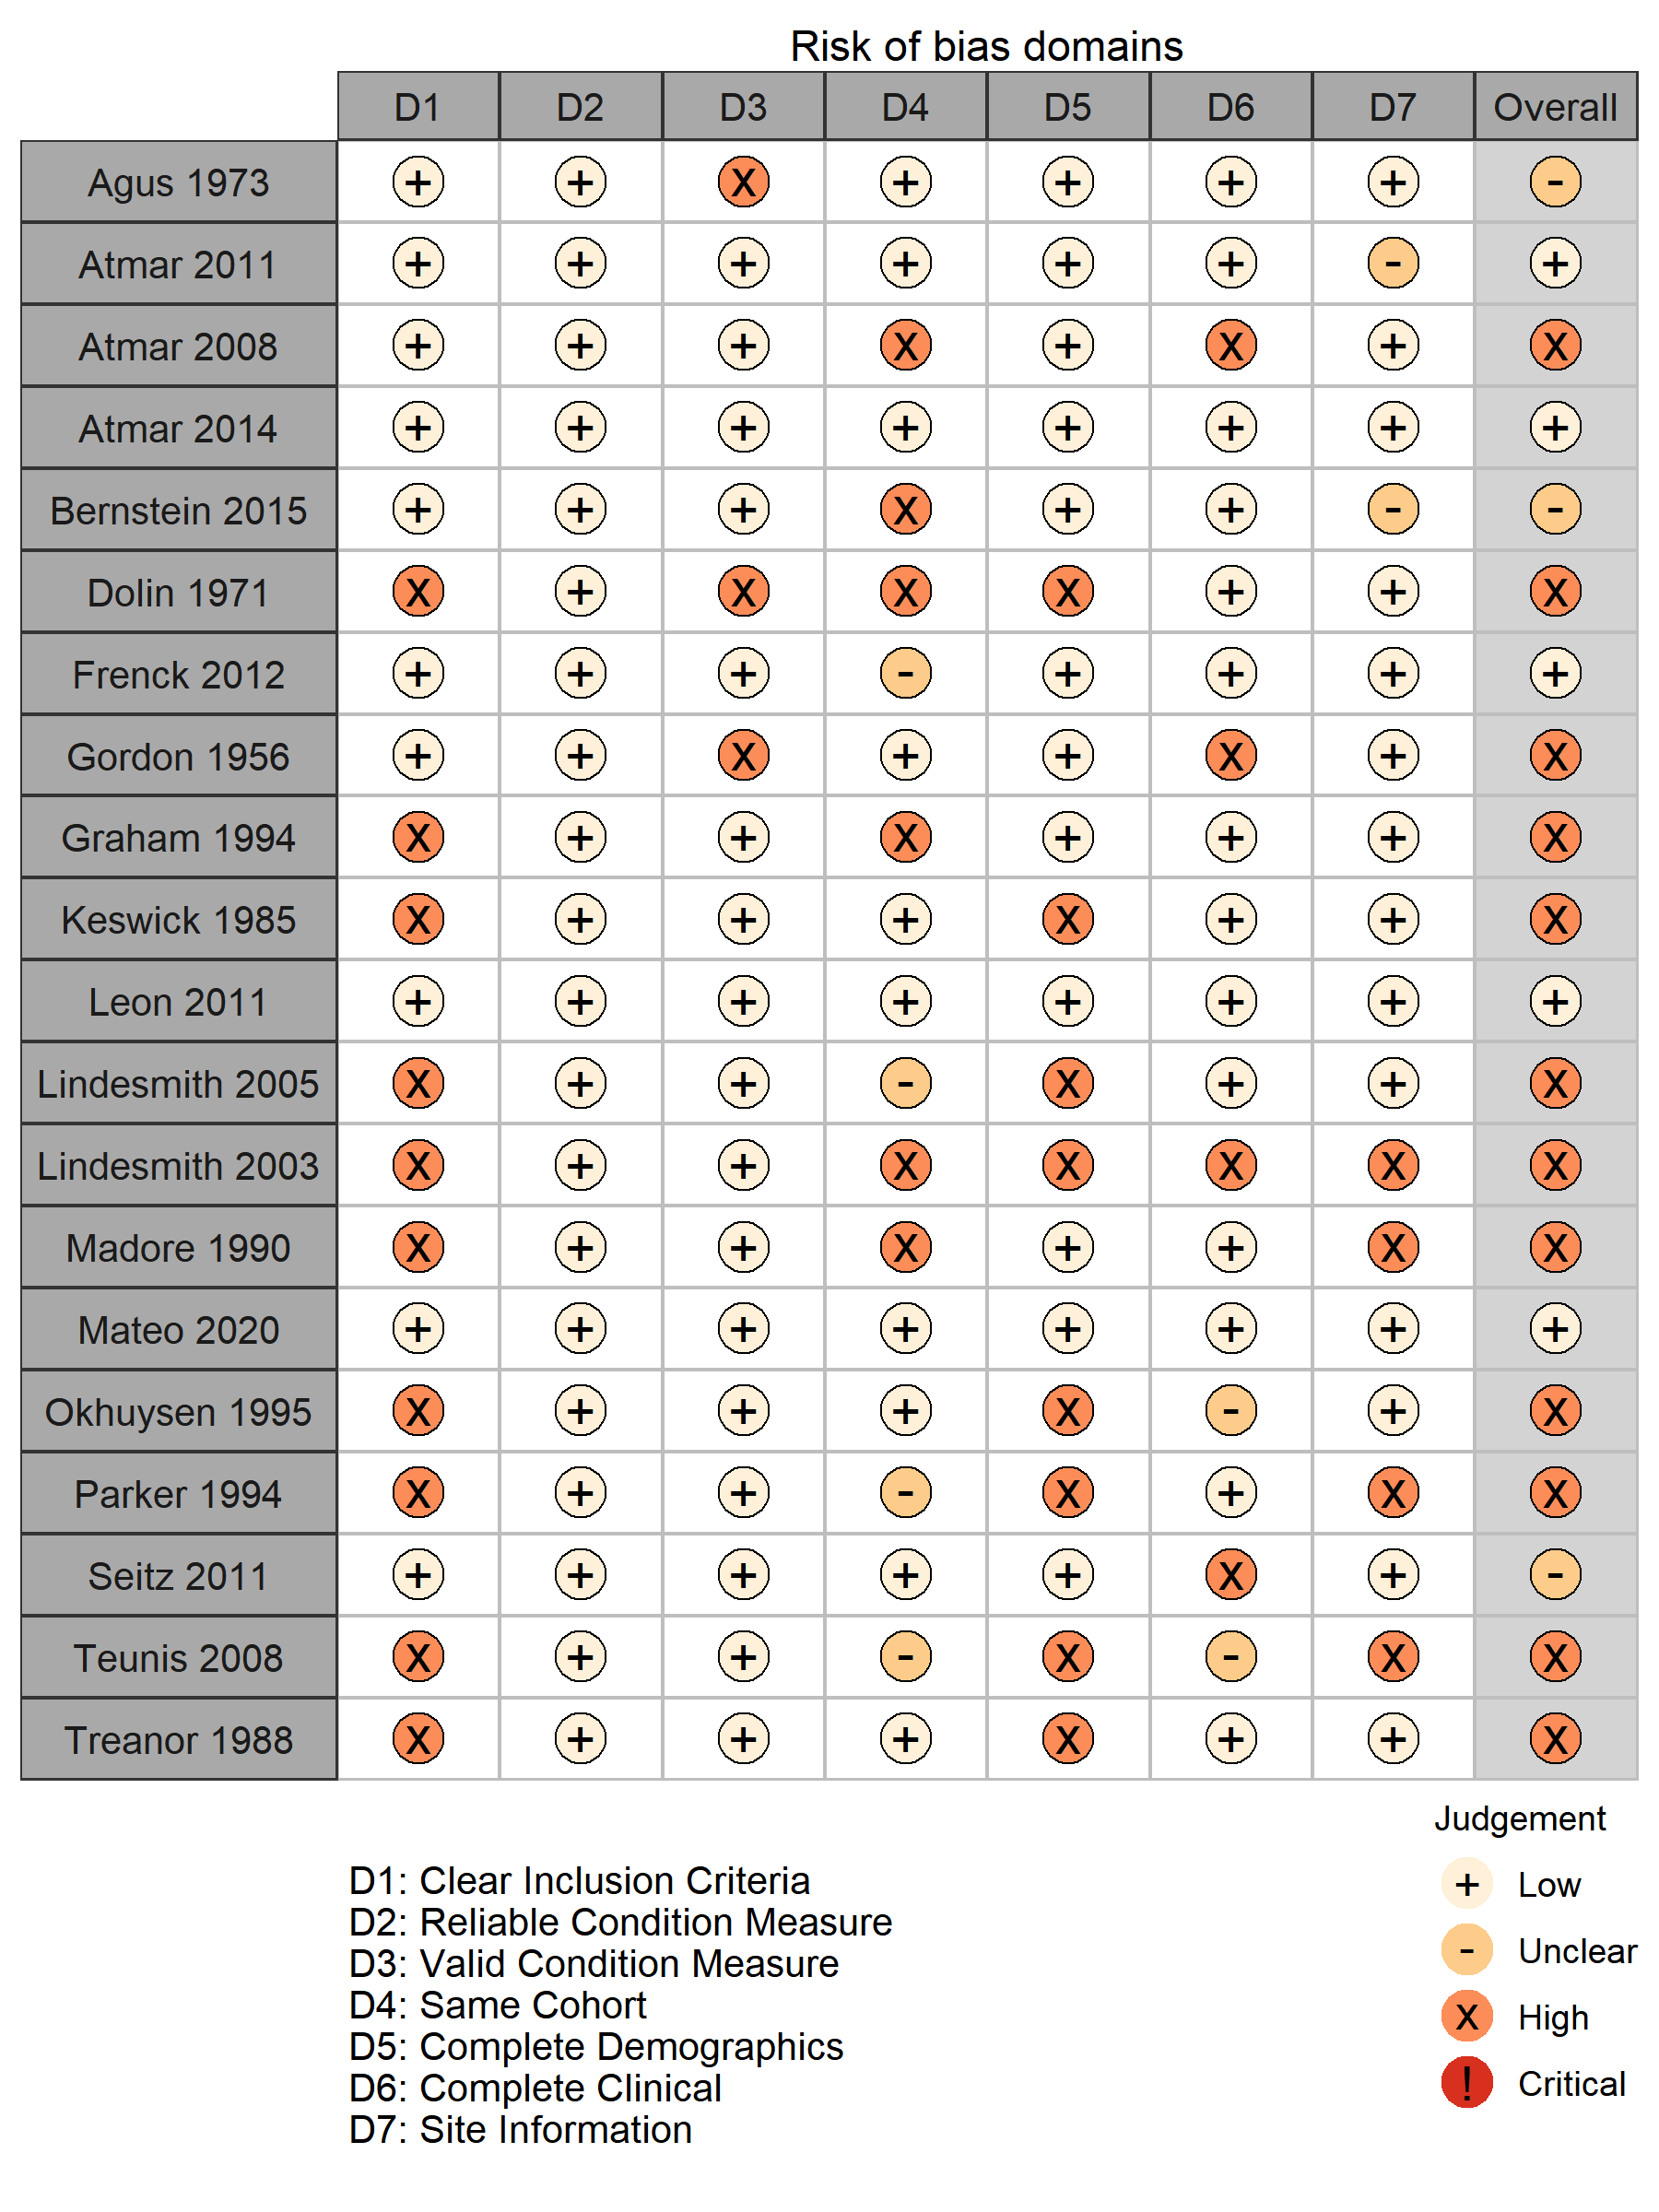 Risk of bias domains
D1 D2 D3 D4 D5 D6 D7 Overall
Agus 1973 + + X + + + + -
Atmar 2011 + + + + + + - +
Atmar 2008 + + + X + X + X
Atmar 2014 + + + + + + + +
Bernstein 2015 + + + X + + - -
Dolin 1971 X + X X X + + X
Frenck 2012 + + + - + + + +
Gordon 1956 + + X + + X + X
Graham 1994 X + + X + + + X
Keswick 1985 X + + + X + + X
Leon 2011 + + + + + + + +
Lindesmith 2005 X + + - X + + X
Lindesmith 2003 X + + X X X X X
Madore 1990 X + + X + + X X
Mateo 2020 + + + + + + + +
Okhuysen 1995 X + + + X - + X
Parker 1994 X + + - X + X X
Seitz 2011 + + + + + X + -
Teunis 2008 X + + - X - X X
Treanor 1988 X + + + X + + X
D1: Clear Inclusion Criteria
D2: Reliable Condition Measure
D3: Valid Condition Measure
D4: Same Cohort
D5: Complete Demographics
D6: Complete Clinical
D7: Site Information
Judgement
+ Low
- Unclear
X High
! Critical